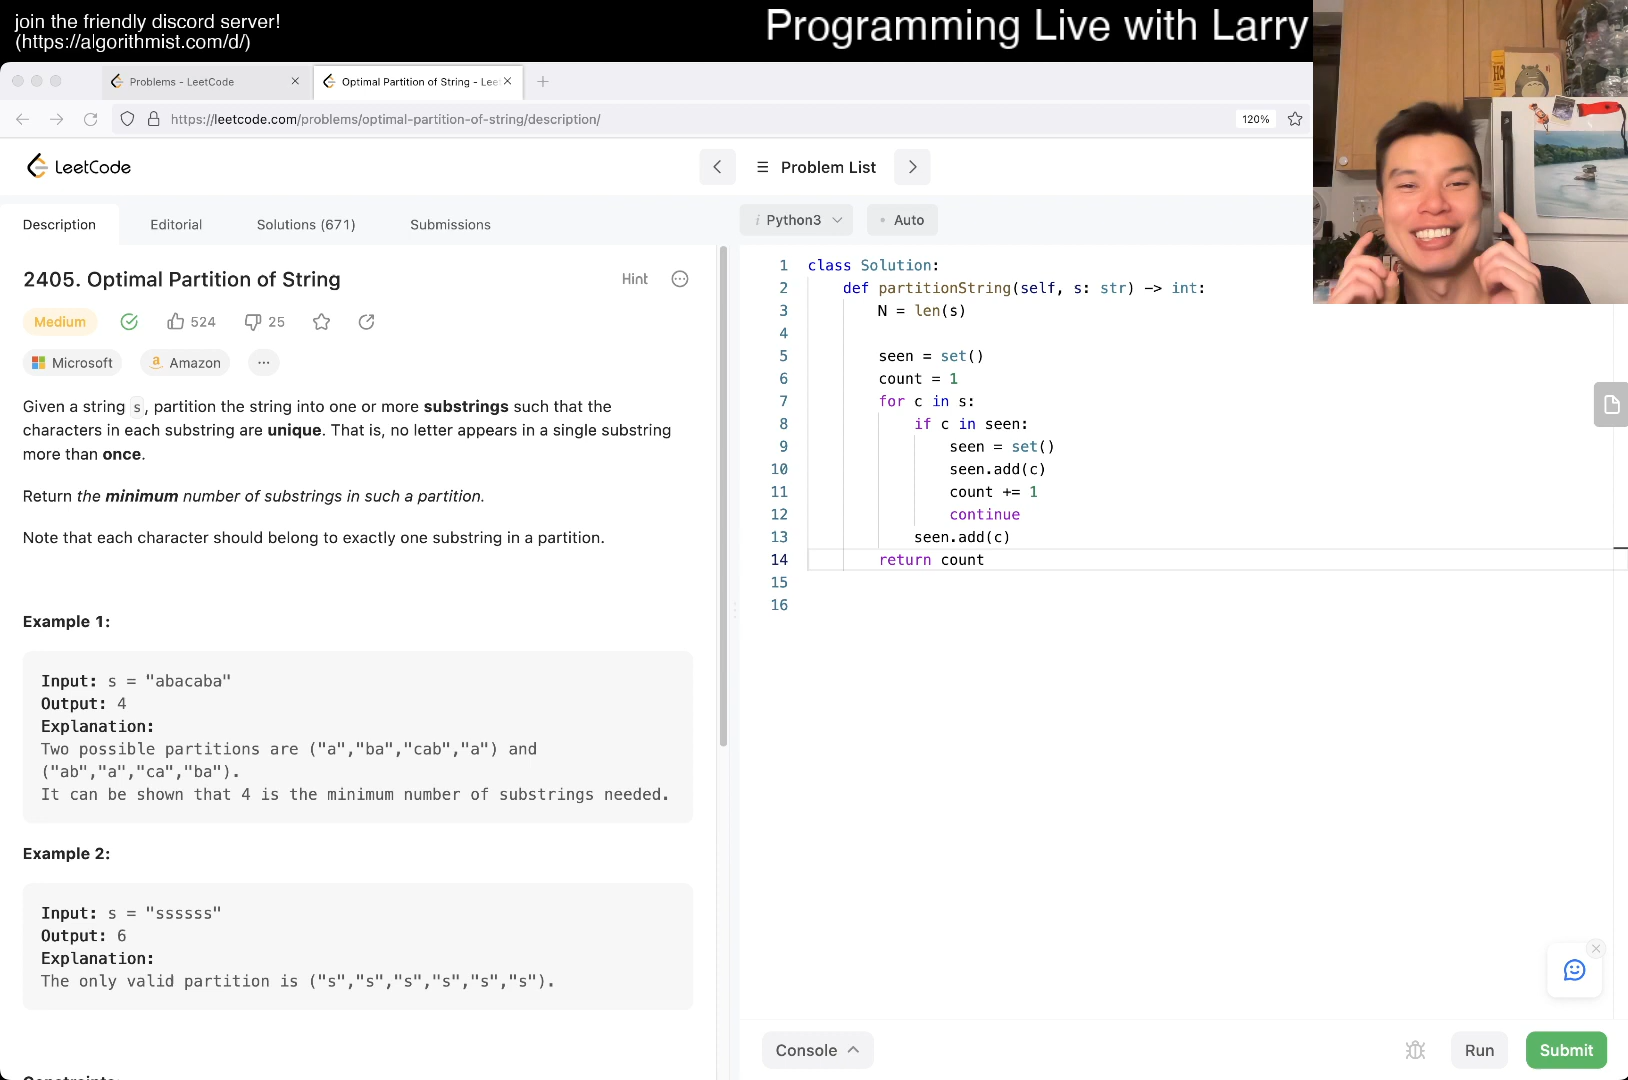 join the friendly discord server!
(https://algorithmist.com/d/)
Programming Live with Larry
Problems - LeetCode
Optimal Partition of String - Lee
https://leetcode.com/problems/optimal-partition-of-string/description/
120%
LeetCode
Problem List
Description
Editorial
Solutions (671)
Submissions
Python3
Auto
2405. Optimal Partition of String
Hint
Medium
524
25
Microsoft
Amazon
Given a string s, partition the string into one or more substrings such that the
characters in each substring are unique. That is, no letter appears in a single substring
more than once.
Return the minimum number of substrings in such a partition.
Note that each character should belong to exactly one substring in a partition.
Example 1:
Input: s = "abacaba"
Output: 4
Explanation:
Two possible partitions are ("a","ba","cab","a") and
("ab","a","ca","ba").
It can be shown that 4 is the minimum number of substrings needed.
Example 2:
Input: s = "ssssss"
Output: 6
Explanation:
The only valid partition is ("s","s","s","s","s","s").
1 class Solution:
2 def partitionString(self, s: str) -> int:
3 N = len(s)
4
5 seen = set()
6 count = 1
7 for c in s:
8 if c in seen:
9 seen = set()
10 seen.add(c)
11 count += 1
12 continue
13 seen.add(c)
14 return count
15
16
Console
Run
Submit